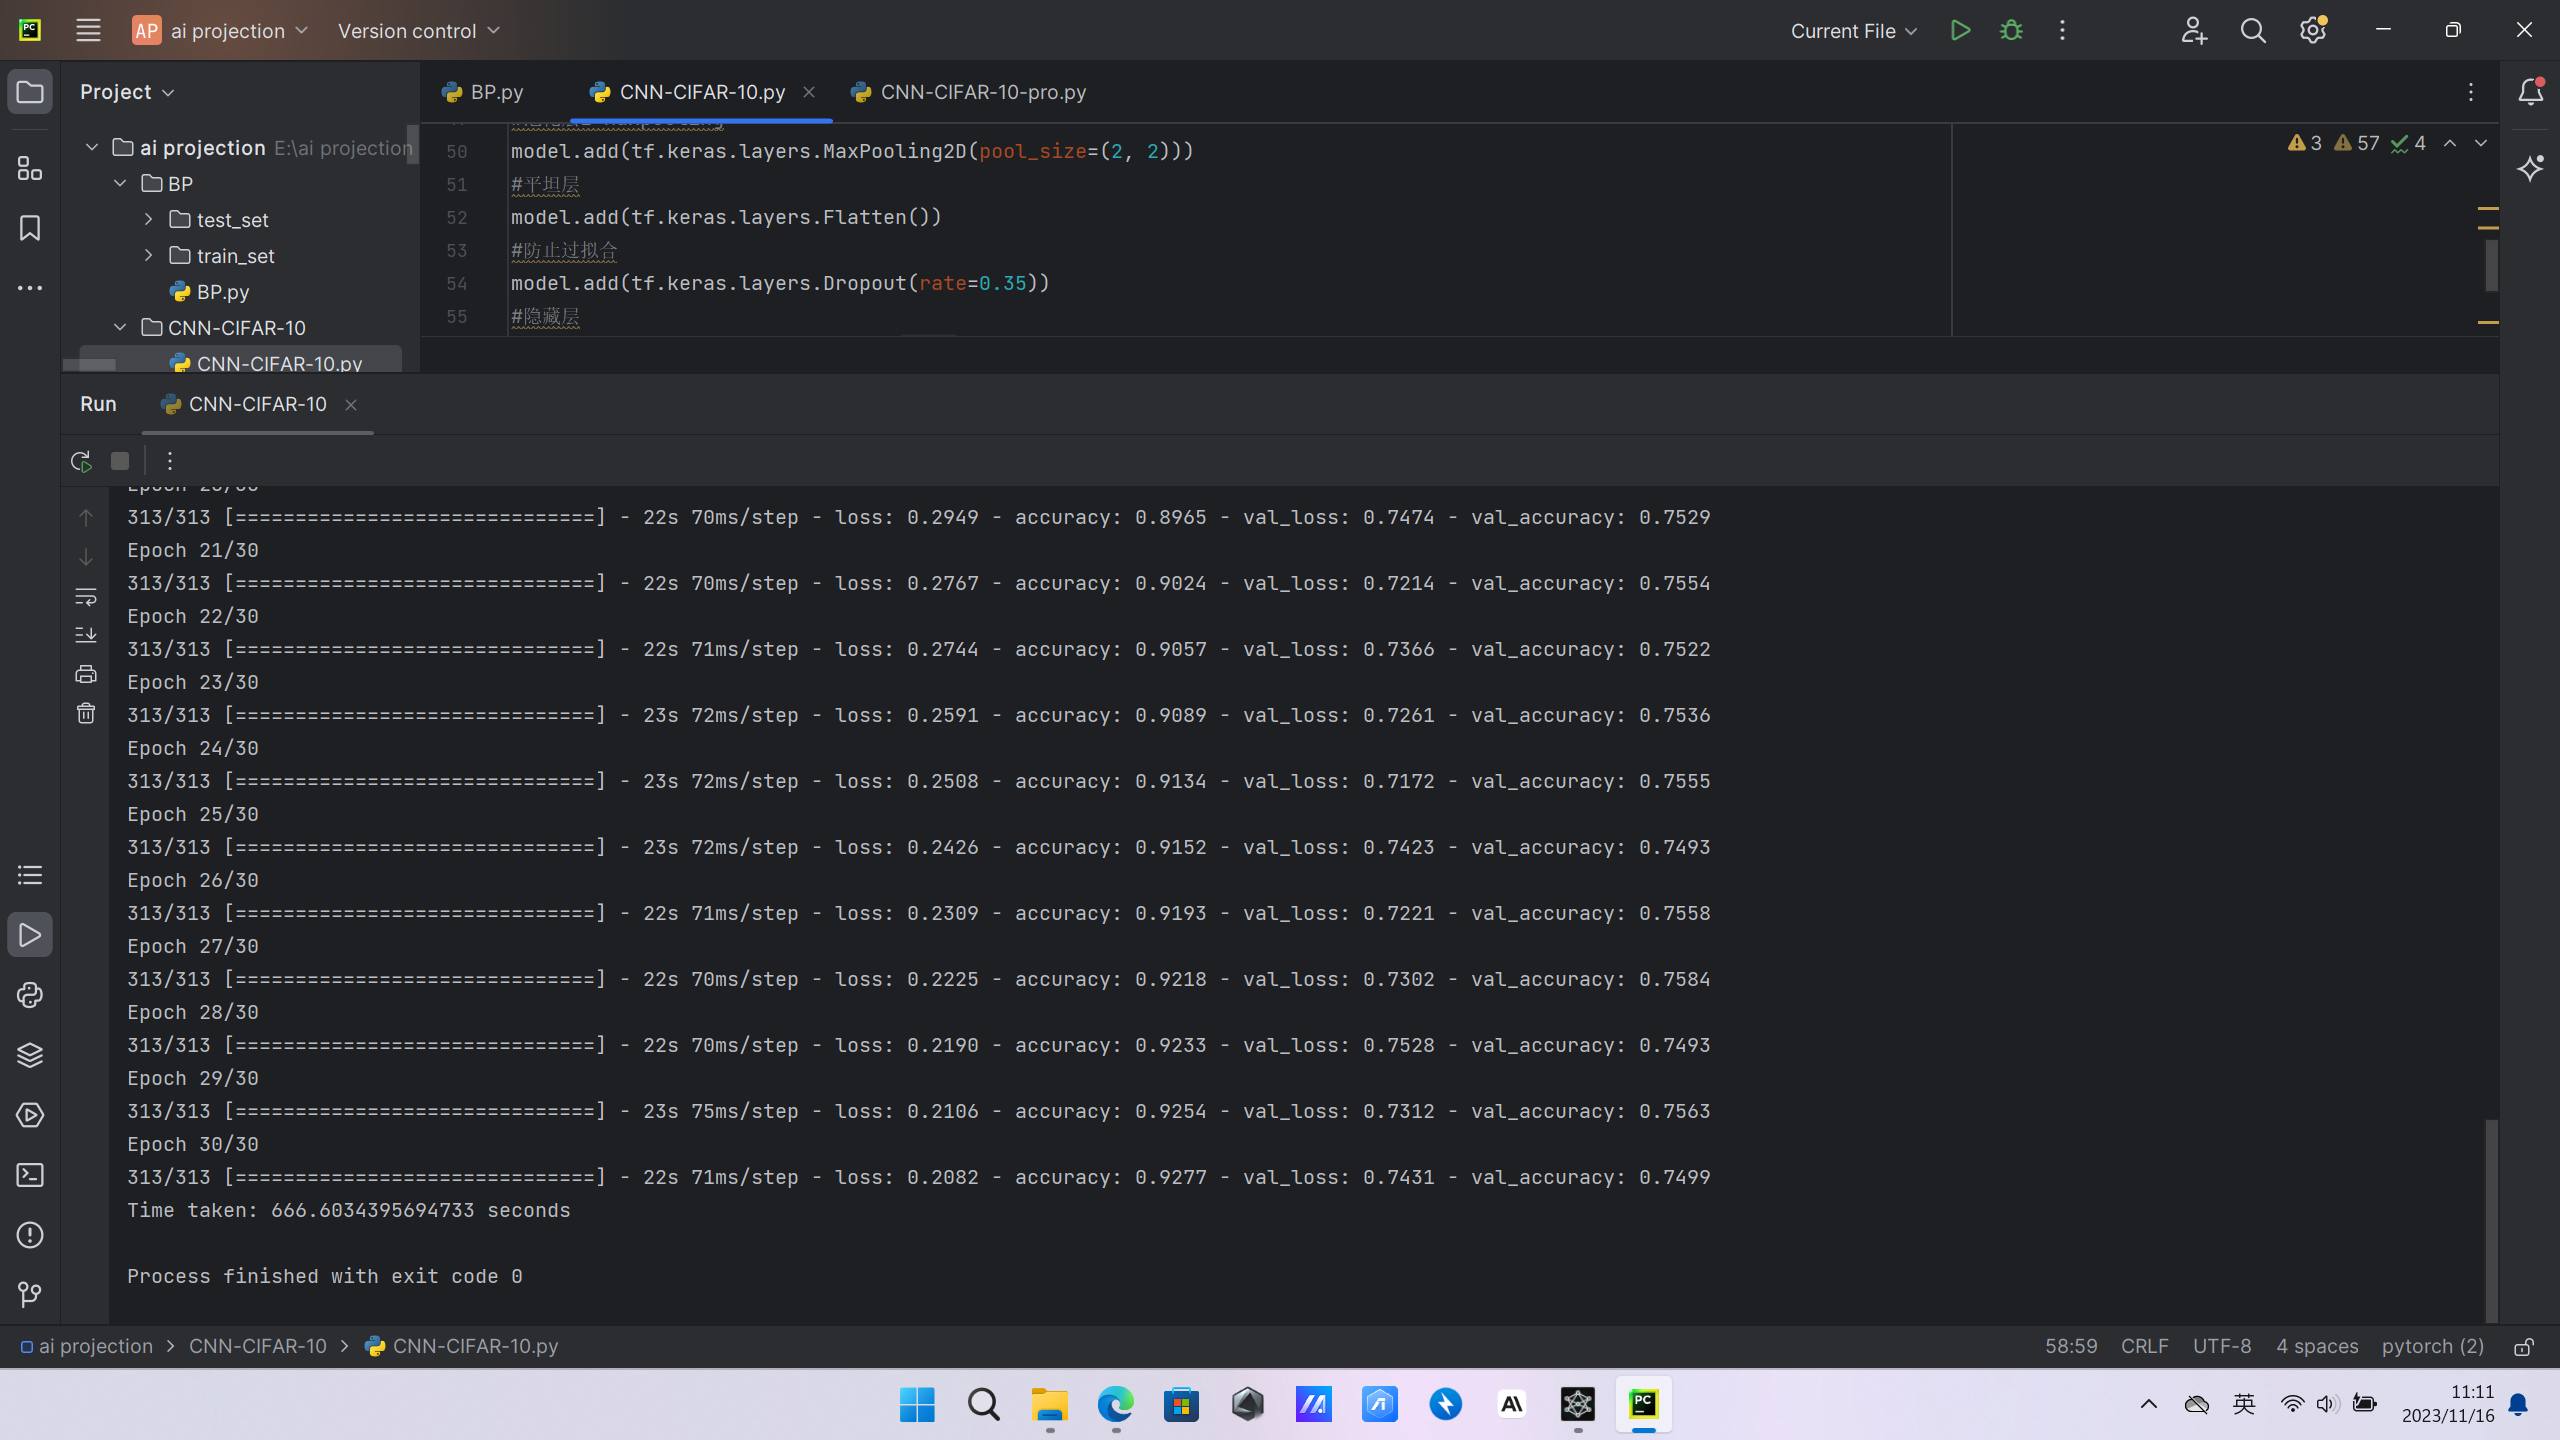 AP ai projection Version control Current File
Project
BP.py CNN-CIFAR-10.py CNN-CIFAR-10-pro.py
ai projection E:\ai projection
BP
test_set
train_set
BP.py
CNN-CIFAR-10
CNN-CIFAR-10.py
3 57 4
50 model.add(tf.keras.layers.MaxPooling2D(pool_size=(2, 2)))
51 #平坦层
52 model.add(tf.keras.layers.Flatten())
53 #防止过拟合
54 model.add(tf.keras.layers.Dropout(rate=0.35))
55 #隐藏层
Run CNN-CIFAR-10
313/313 [==============================] - 22s 70ms/step - loss: 0.2949 - accuracy: 0.8965 - val_loss: 0.7474 - val_accuracy: 0.7529
Epoch 21/30
313/313 [==============================] - 22s 70ms/step - loss: 0.2767 - accuracy: 0.9024 - val_loss: 0.7214 - val_accuracy: 0.7554
Epoch 22/30
313/313 [==============================] - 22s 71ms/step - loss: 0.2744 - accuracy: 0.9057 - val_loss: 0.7366 - val_accuracy: 0.7522
Epoch 23/30
313/313 [==============================] - 23s 72ms/step - loss: 0.2591 - accuracy: 0.9089 - val_loss: 0.7261 - val_accuracy: 0.7536
Epoch 24/30
313/313 [==============================] - 23s 72ms/step - loss: 0.2508 - accuracy: 0.9134 - val_loss: 0.7172 - val_accuracy: 0.7555
Epoch 25/30
313/313 [==============================] - 23s 72ms/step - loss: 0.2426 - accuracy: 0.9152 - val_loss: 0.7423 - val_accuracy: 0.7493
Epoch 26/30
313/313 [==============================] - 22s 71ms/step - loss: 0.2309 - accuracy: 0.9193 - val_loss: 0.7221 - val_accuracy: 0.7558
Epoch 27/30
313/313 [==============================] - 22s 70ms/step - loss: 0.2225 - accuracy: 0.9218 - val_loss: 0.7302 - val_accuracy: 0.7584
Epoch 28/30
313/313 [==============================] - 22s 70ms/step - loss: 0.2190 - accuracy: 0.9233 - val_loss: 0.7528 - val_accuracy: 0.7493
Epoch 29/30
313/313 [==============================] - 23s 75ms/step - loss: 0.2106 - accuracy: 0.9254 - val_loss: 0.7312 - val_accuracy: 0.7563
Epoch 30/30
313/313 [==============================] - 22s 71ms/step - loss: 0.2082 - accuracy: 0.9277 - val_loss: 0.7431 - val_accuracy: 0.7499
Time taken: 666.6034395694733 seconds
Process finished with exit code 0
ai projection CNN-CIFAR-10 CNN-CIFAR-10.py 58:59 CRLF UTF-8 4 spaces pytorch (2)
英 11:11
2023/11/16